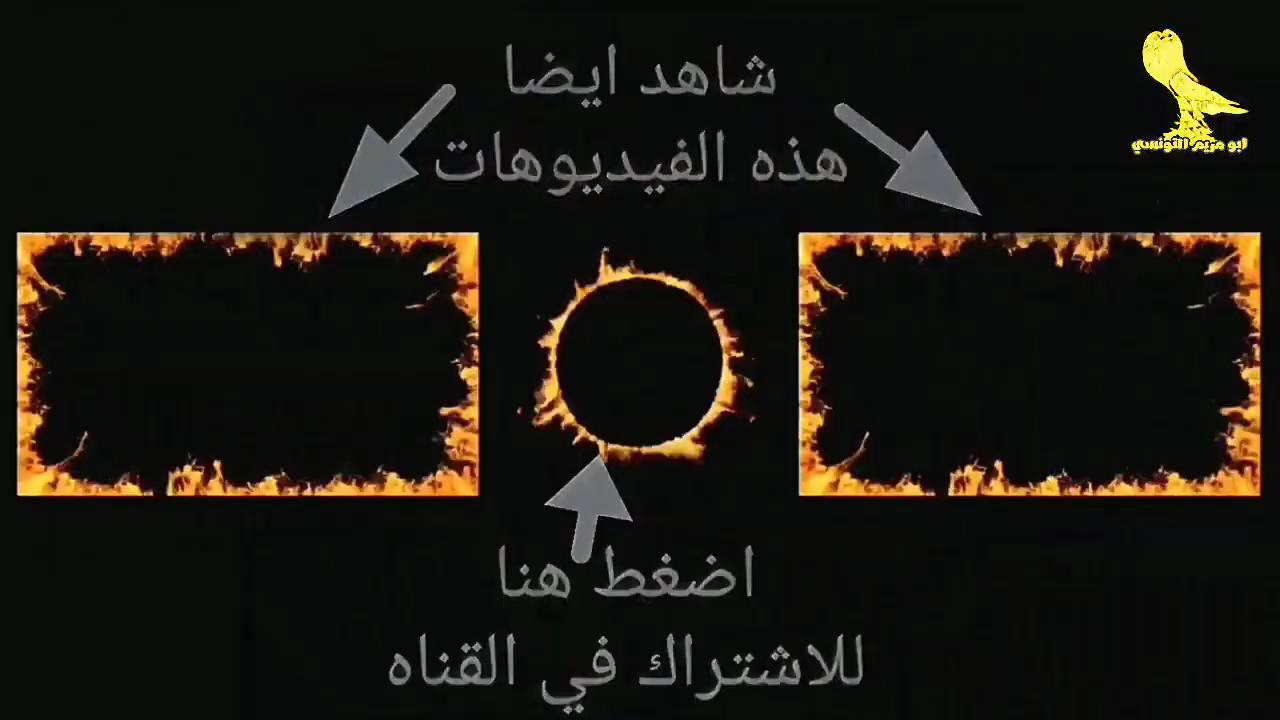 شاهد ايضا
هذه الفيديوهات
ابو مريم التونسي
اضغط هنا
للاشتراك في القناه